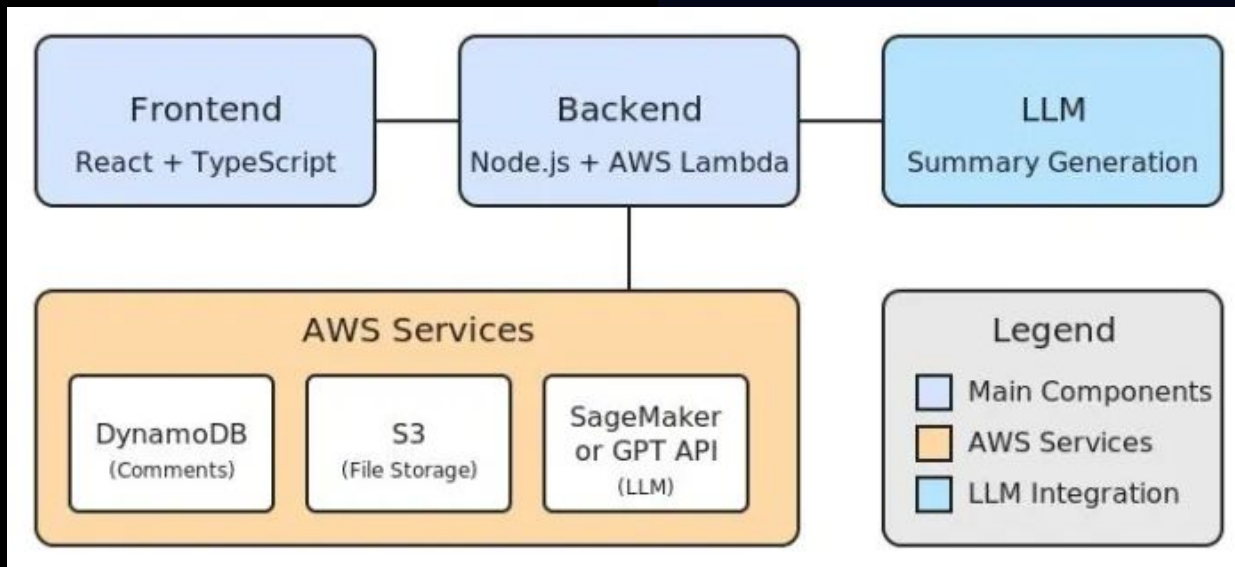 Frontend
React + TypeScript
Backend
Node.js + AWS Lambda
LLM
Summary Generation
AWS Services
DynamoDB
(Comments)
S3
(File Storage)
SageMaker
or GPT API
(LLM)
Legend
Main Components
AWS Services
LLM Integration